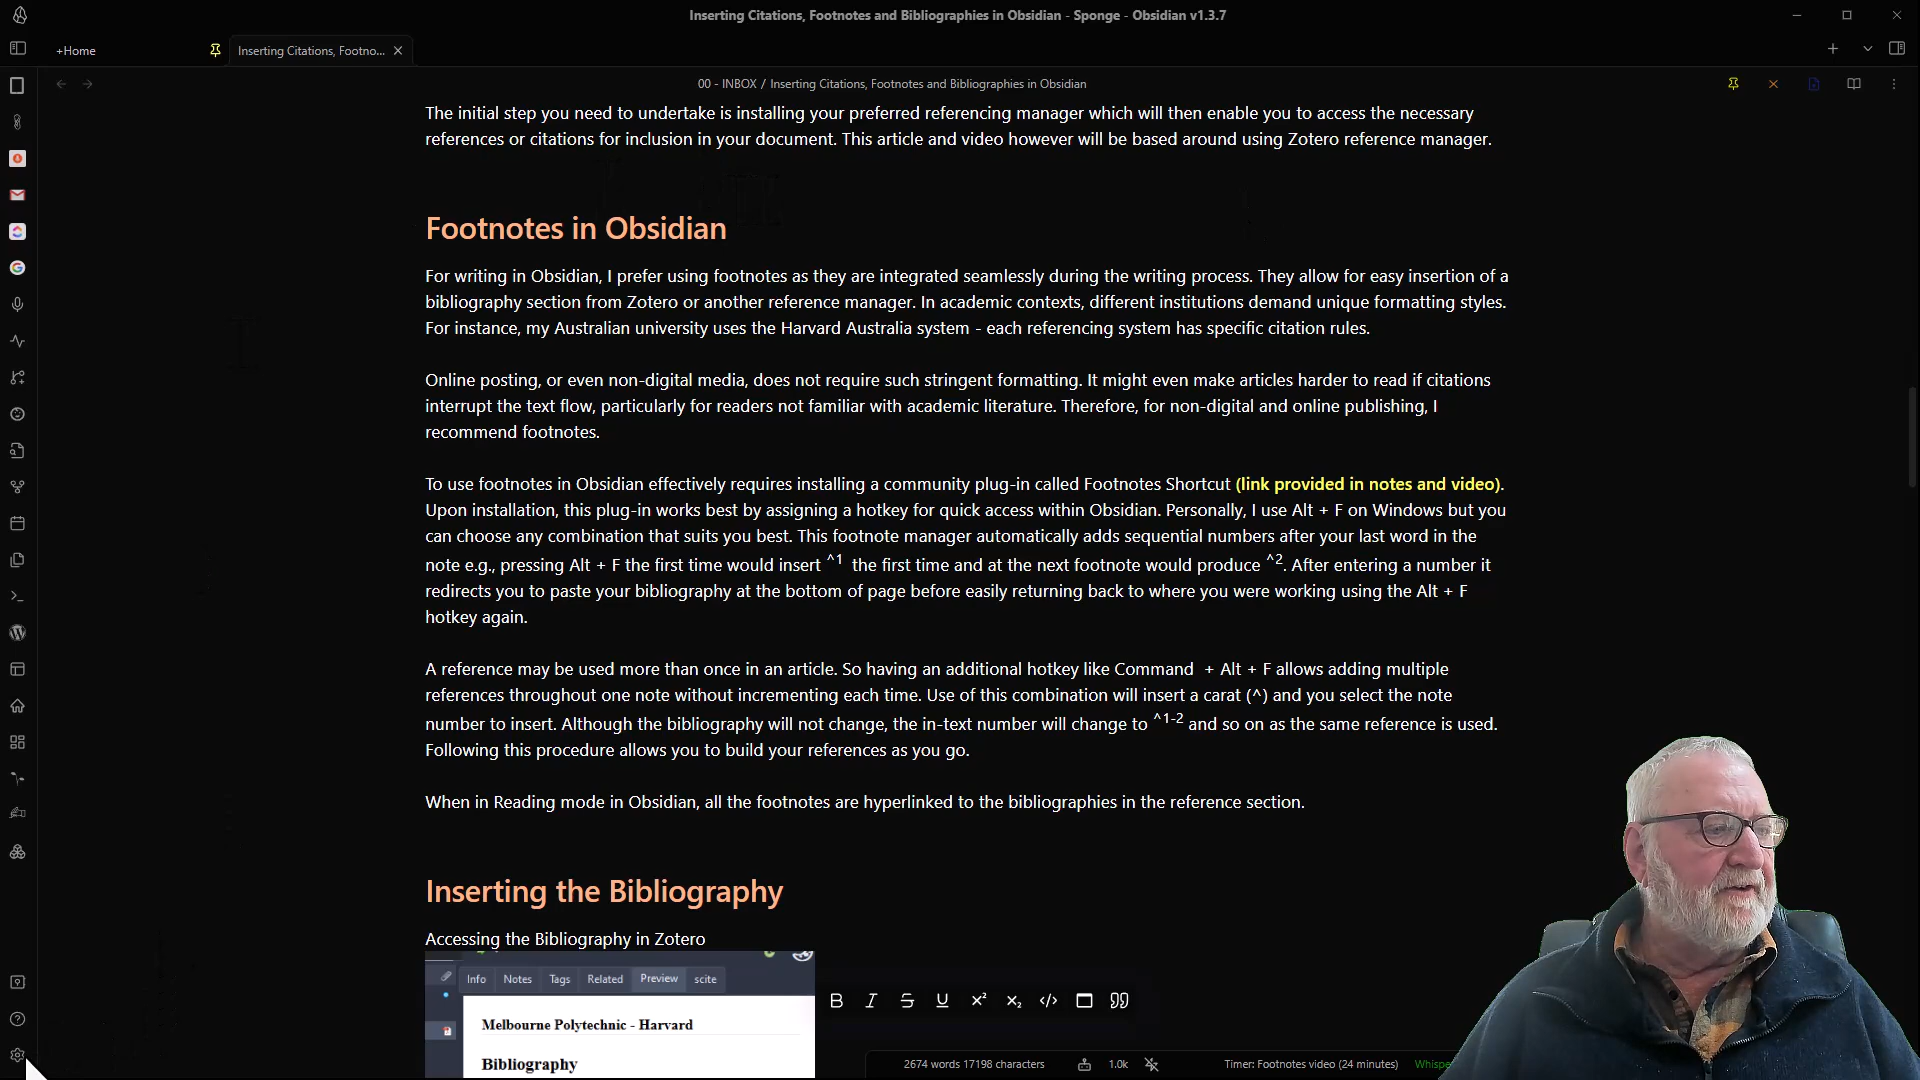 Inserting Citations, Footnotes and Bibliographies in Obsidian - Sponge - Obsidian v1.3.7
+Home
Inserting Citations, Footno...
00 - INBOX / Inserting Citations, Footnotes and Bibliographies in Obsidian
The initial step you need to undertake is installing your preferred referencing manager which will then enable you to access the necessary
references or citations for inclusion in your document. This article and video however will be based around using Zotero reference manager.
Footnotes in Obsidian
For writing in Obsidian, I prefer using footnotes as they are integrated seamlessly during the writing process. They allow for easy insertion of a
bibliography section from Zotero or another reference manager. In academic contexts, different institutions demand unique formatting styles.
For instance, my Australian university uses the Harvard Australia system - each referencing system has specific citation rules.
Online posting, or even non-digital media, does not require such stringent formatting. It might even make articles harder to read if citations
interrupt the text flow, particularly for readers not familiar with academic literature. Therefore, for non-digital and online publishing, I
recommend footnotes.
To use footnotes in Obsidian effectively requires installing a community plug-in called Footnotes Shortcut (link provided in notes and video).
Upon installation, this plug-in works best by assigning a hotkey for quick access within Obsidian. Personally, I use Alt + F on Windows but you
can choose any combination that suits you best. This footnote manager automatically adds sequential numbers after your last word in the
note e.g., pressing Alt + F the first time would insert ^1 the first time and at the next footnote would produce ^2. After entering a number it
redirects you to paste your bibliography at the bottom of page before easily returning back to where you were working using the Alt + F
hotkey again.
A reference may be used more than once in an article. So having an additional hotkey like Command + Alt + F allows adding multiple
references throughout one note without incrementing each time. Use of this combination will insert a carat (^) and you select the note
number to insert. Although the bibliography will not change, the in-text number will change to ^1-2 and so on as the same reference is used.
Following this procedure allows you to build your references as you go.
When in Reading mode in Obsidian, all the footnotes are hyperlinked to the bibliographies in the reference section.
Inserting the Bibliography
Accessing the Bibliography in Zotero
Info Notes Tags Related Preview scite
Melbourne Polytechnic - Harvard
Bibliography
B I S U X² X₂ </>
2674 words 17198 characters 1.0k Timer: Footnotes video (24 minutes) Whispe